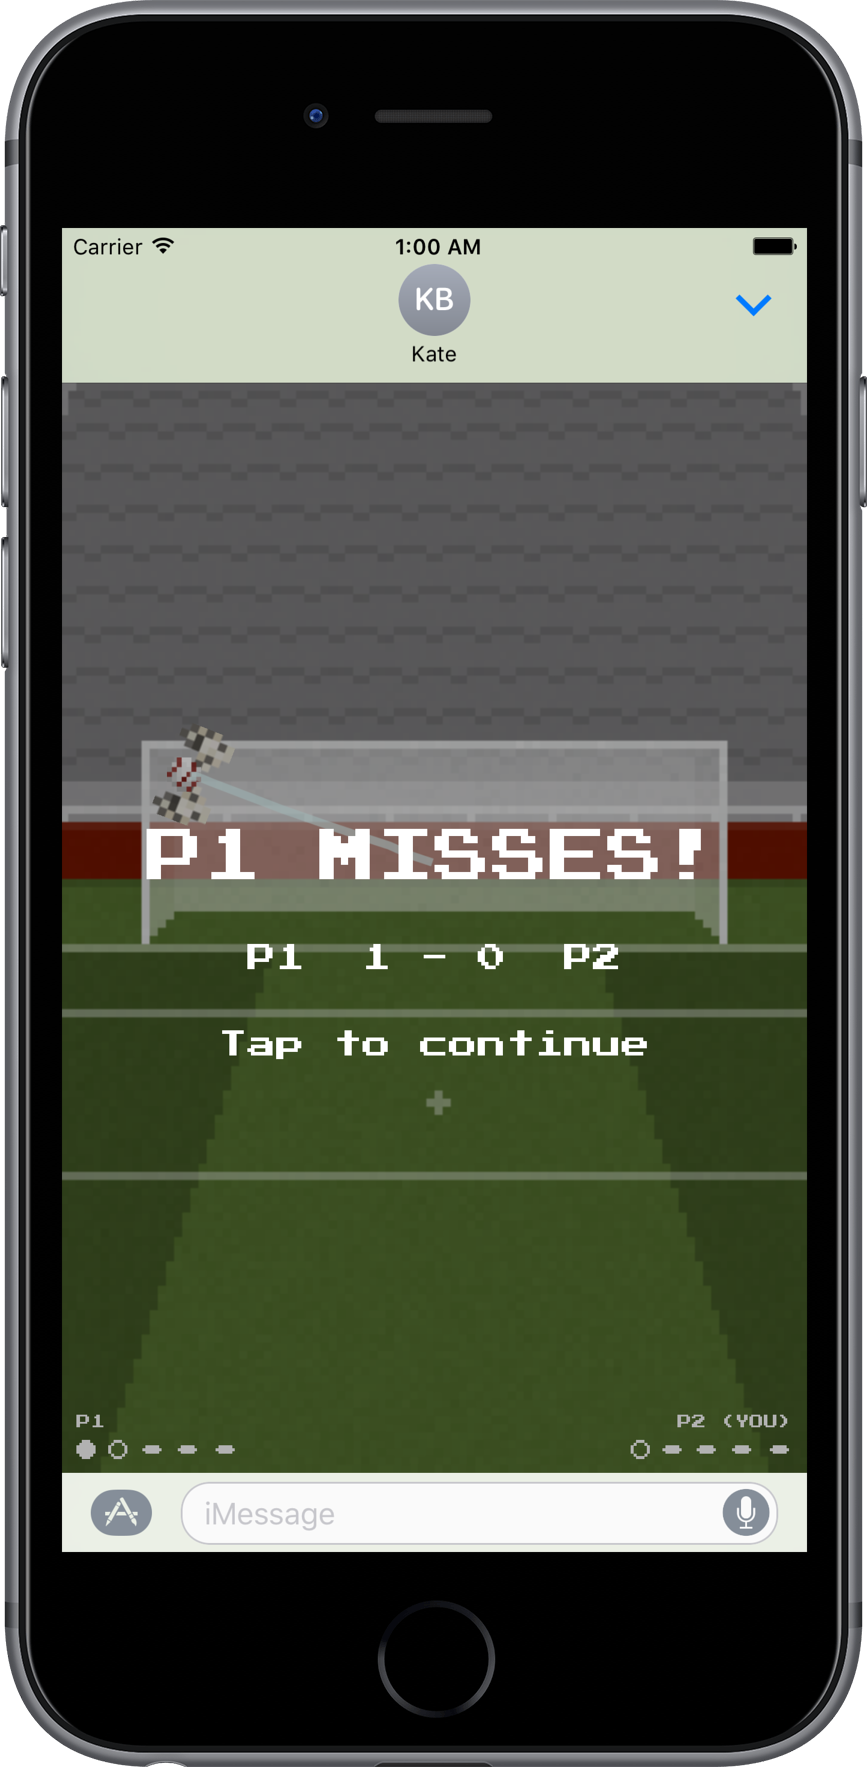 Carrier 1:00 AM
KB
Kate
P1 MISSES!
P1 1 - 0 P2
Tap to continue
P1 P2 (YOU)
iMessage